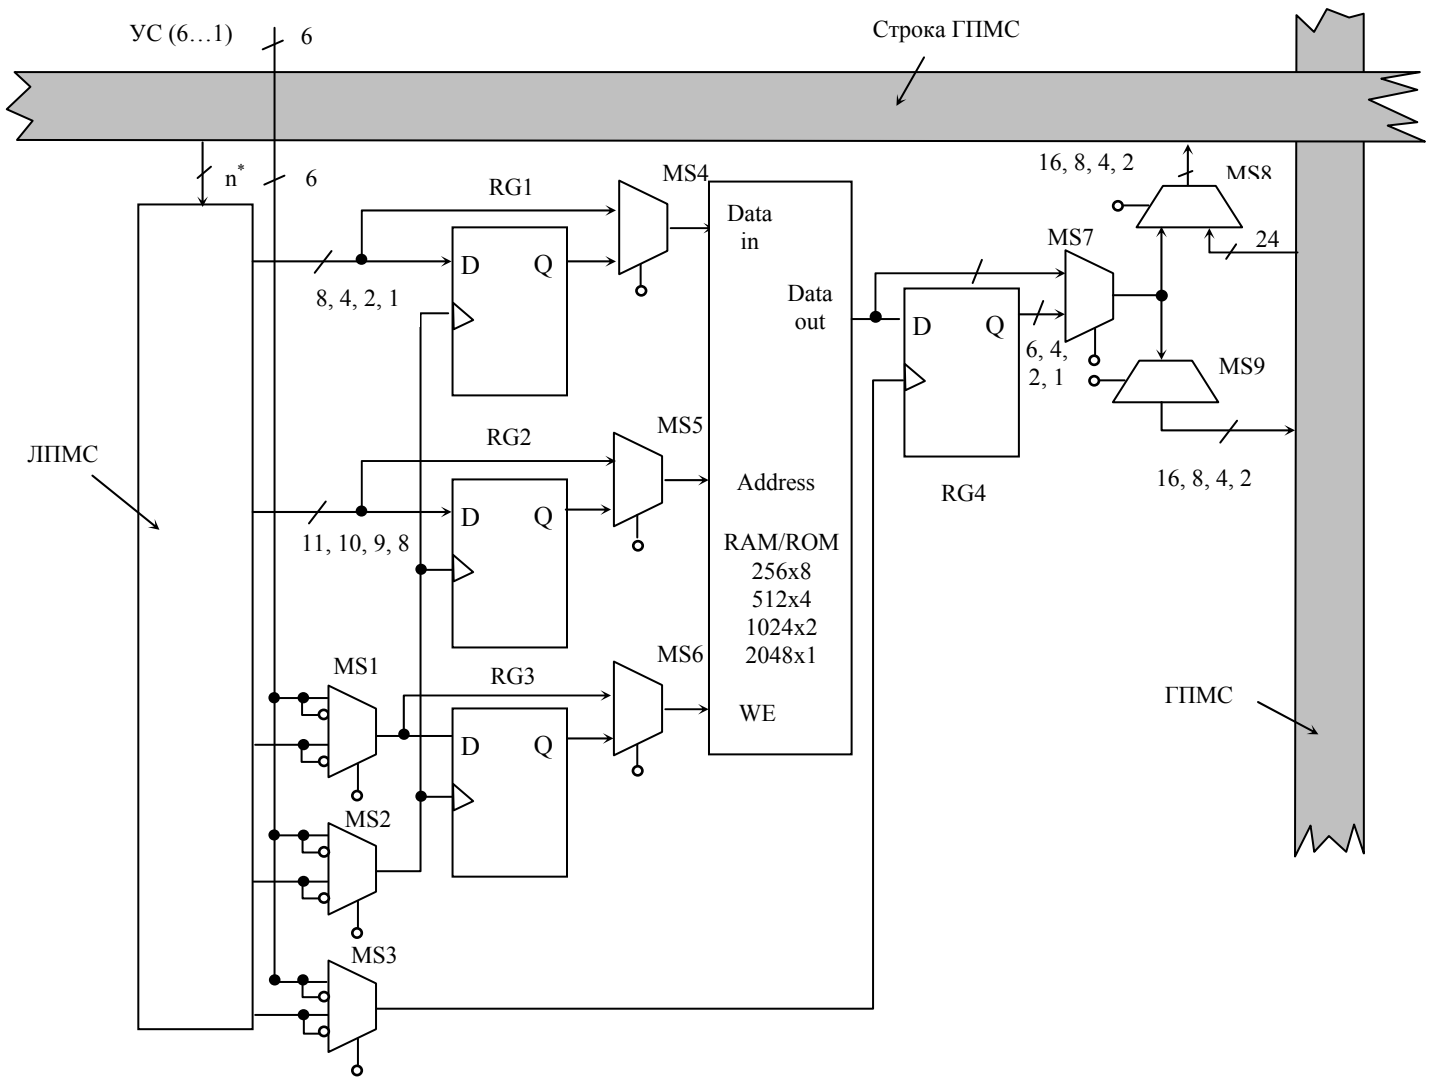 УС (6…1)
6
Строка ГПМС
n*
6
16, 8, 4, 2
MS8
RG1
MS4
Data
in
24
MS7
D
Q
8, 4, 2, 1
Data
out
D
Q
6, 4,
2, 1
MS9
MS5
RG2
ЛПМС
Address
RG4
16, 8, 4, 2
D
Q
11, 10, 9, 8
RAM/ROM
256x8
512x4
1024x2
2048x1
MS1
RG3
MS6
ГПМС
WE
D
Q
MS2
MS3